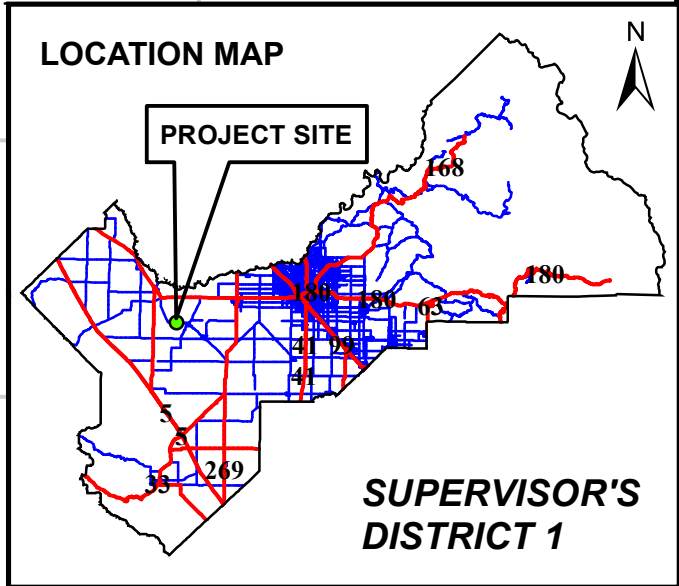 LOCATION MAP
N
PROJECT SITE
168
180
180
180
63
41
99
41
5
5
33
269
SUPERVISOR'S
DISTRICT 1